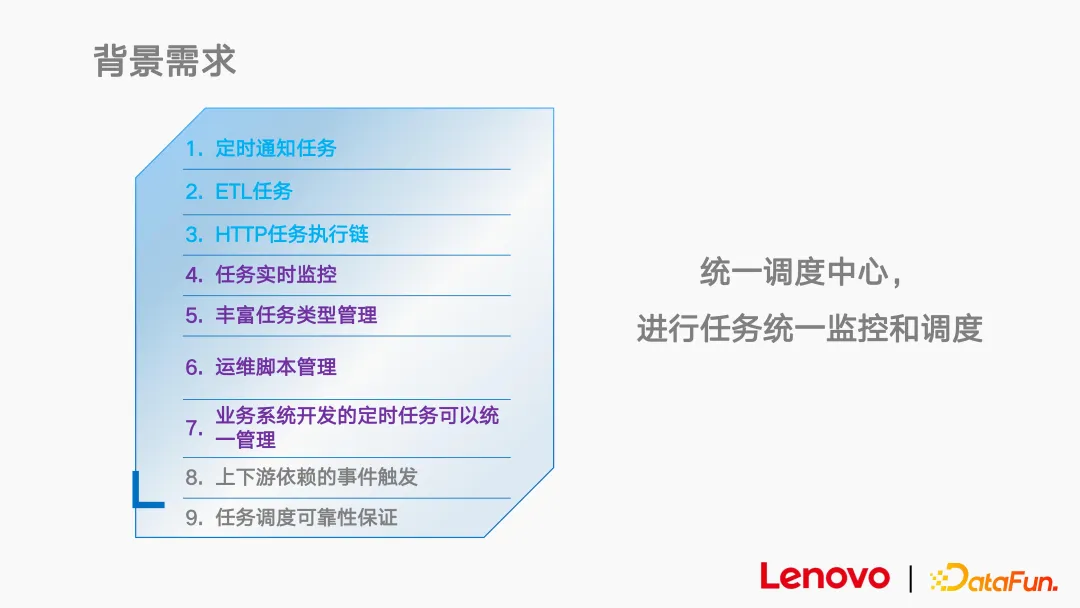 背景需求
1. 定时通知任务
2. ETL任务
3. HTTP任务执行链
4. 任务实时监控
5. 丰富任务类型管理
6. 运维脚本管理
7. 业务系统开发的定时任务可以统
一管理
8. 上下游依赖的事件触发
9. 任务调度可靠性保证
统一调度中心，
进行任务统一监控和调度
Lenovo | DataFun.